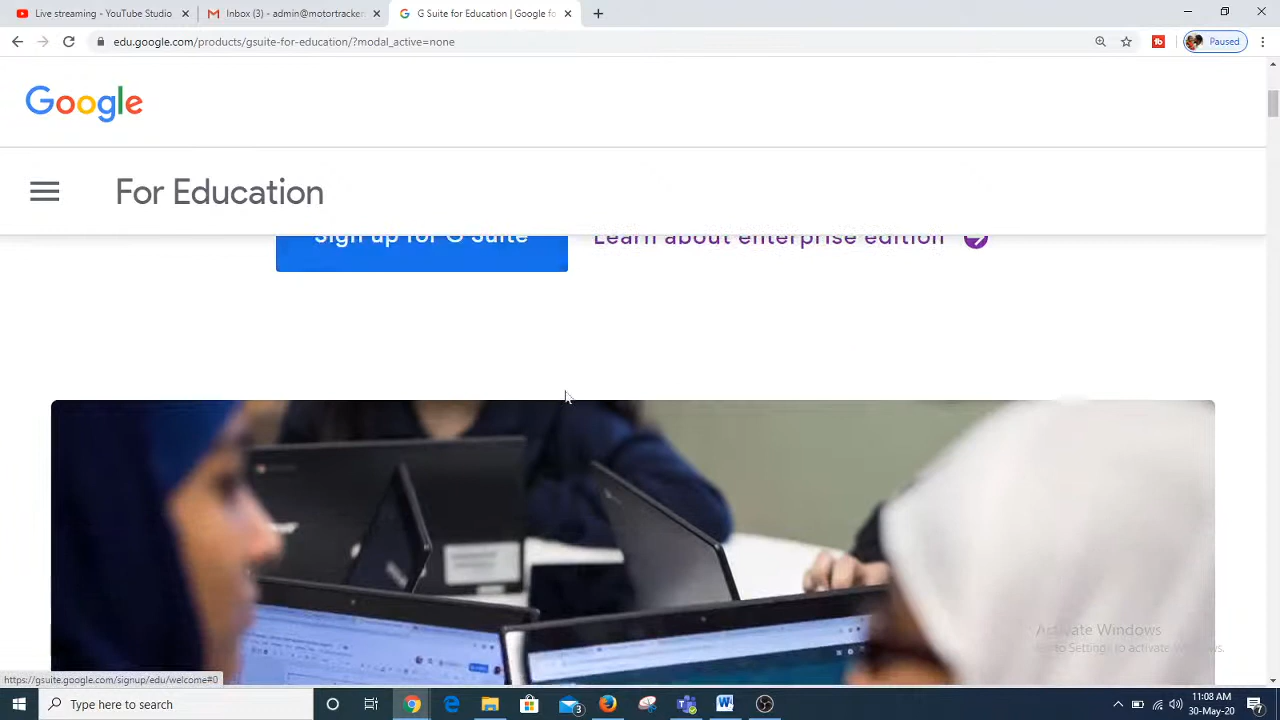 Live streaming - YouTube Studio
Inbox (3) - admin@motortracke
G Suite for Education | Google fo
edu.google.com/products/gsuite-for-education/?modal_active=none
Paused
Google
For Education
Sign up for G Suite
Learn about enterprise edition
Activate Windows
to Settings to activate Windows.
https://gsuite.google.com/signup/edu/welcome#0
Type here to search
3
11:08 AM
30-May-20